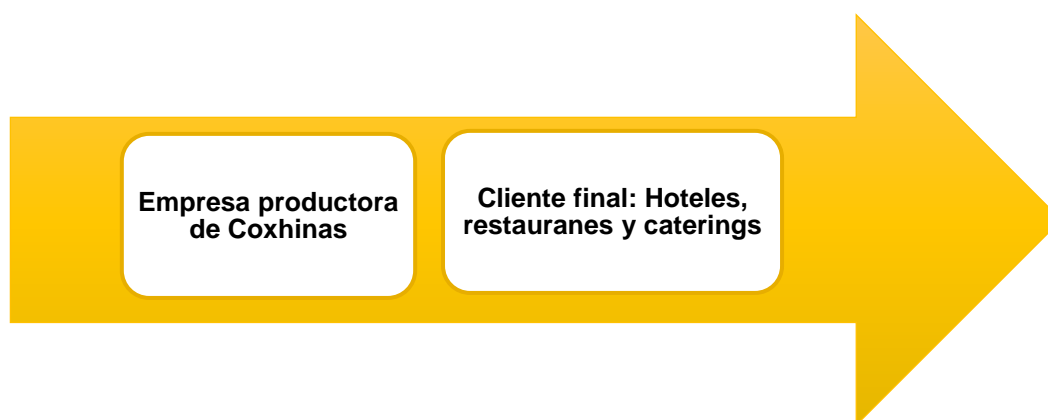 Empresa productora
de Coxhinas
Cliente final: Hoteles,
restauranes y caterings